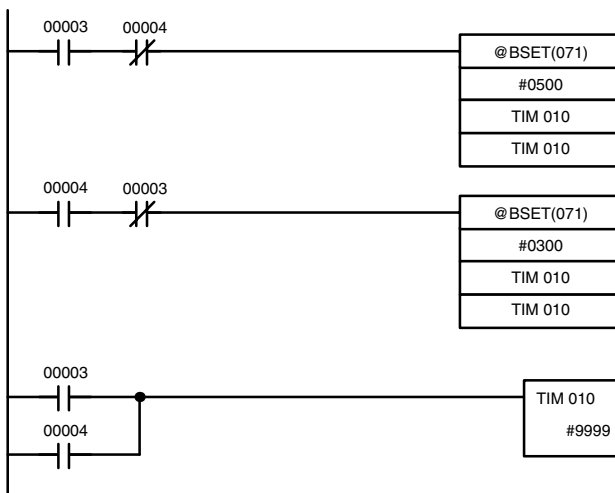 00003 00004
@BSET(071)
#0500
TIM 010
TIM 010
00004 00003
@BSET(071)
#0300
TIM 010
TIM 010
00003
TIM 010
#9999
00004